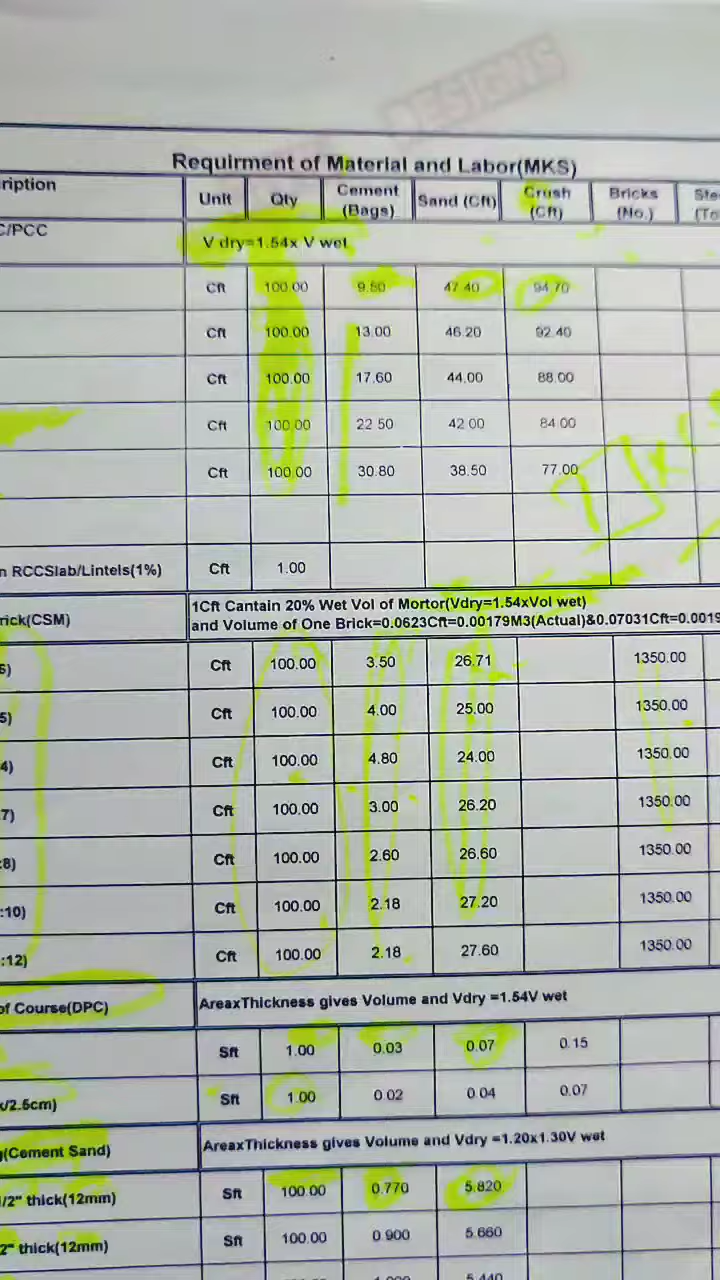 DESIGNS
Requirment of Material and Labor(MKS)
ription Unit Qty Cement (Bags) Sand (Cft) Crush (Cft) Bricks (No.) Ste (To
C/PCC V dry=1.54x V wet
Cft 100.00 9.50 47.40 94.70
Cft 100.00 13.00 46.20 92.40
Cft 100.00 17.60 44.00 88.00
Cft 100.00 22.50 42.00 84.00
Cft 100.00 30.80 38.50 77.00
n RCCSlab/Lintels(1%) Cft 1.00
rick(CSM) 1Cft Cantain 20% Wet Vol of Mortor(Vdry=1.54xVol wet)
and Volume of One Brick=0.0623Cft=0.00179M3(Actual)&0.07031Cft=0.0019
6) Cft 100.00 3.50 26.71 1350.00
5) Cft 100.00 4.00 25.00 1350.00
4) Cft 100.00 4.80 24.00 1350.00
7) Cft 100.00 3.00 26.20 1350.00
:8) Cft 100.00 2.60 26.60 1350.00
:10) Cft 100.00 2.18 27.20 1350.00
:12) Cft 100.00 2.18 27.60 1350.00
of Course(DPC) AreaxThickness gives Volume and Vdry =1.54V wet
Sft 1.00 0.03 0.07 0.15
k/2.5cm) Sft 1.00 0.02 0.04 0.07
g(Cement Sand) AreaxThickness gives Volume and Vdry =1.20x1.30V wet
1/2" thick(12mm) Sft 100.00 0.770 5.820
2" thick(12mm) Sft 100.00 0.900 5.660
5.440